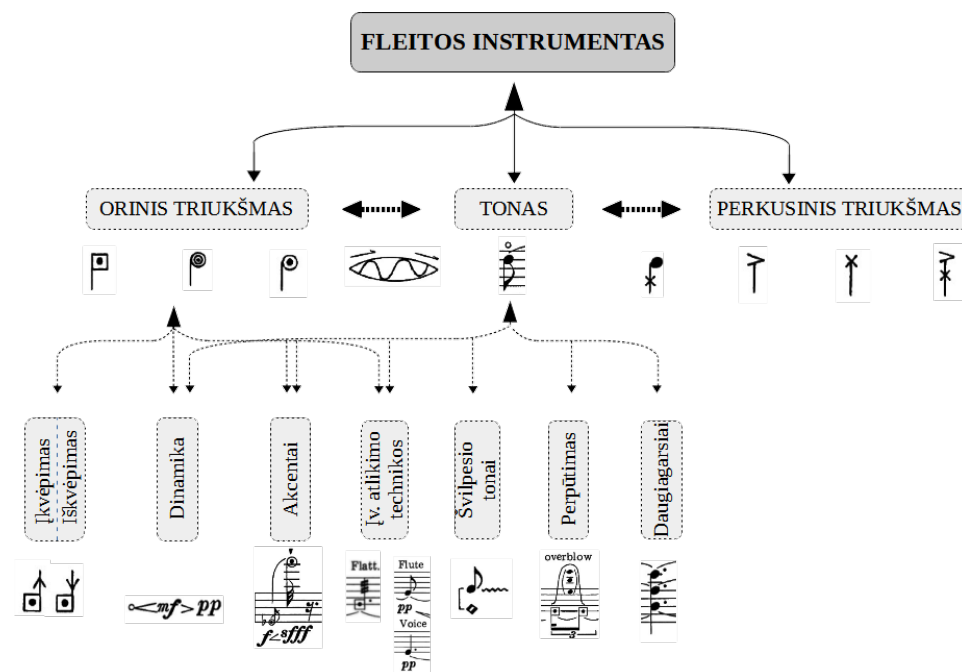 FLEITOS INSTRUMENTAS
ORINIS TRIUKŠMAS
TONAS
PERKUSINIS TRIUKŠMAS
Įkvėpimas
Iškvėpimas
Dinamika
Akcentai
Įv. atlikimo
technikos
Švilpesio
tonai
Perpūtimas
Daugiagarsiai
mf pp
f sfff
Flatt.
Flute
pp
Voice
pp
overblow
3